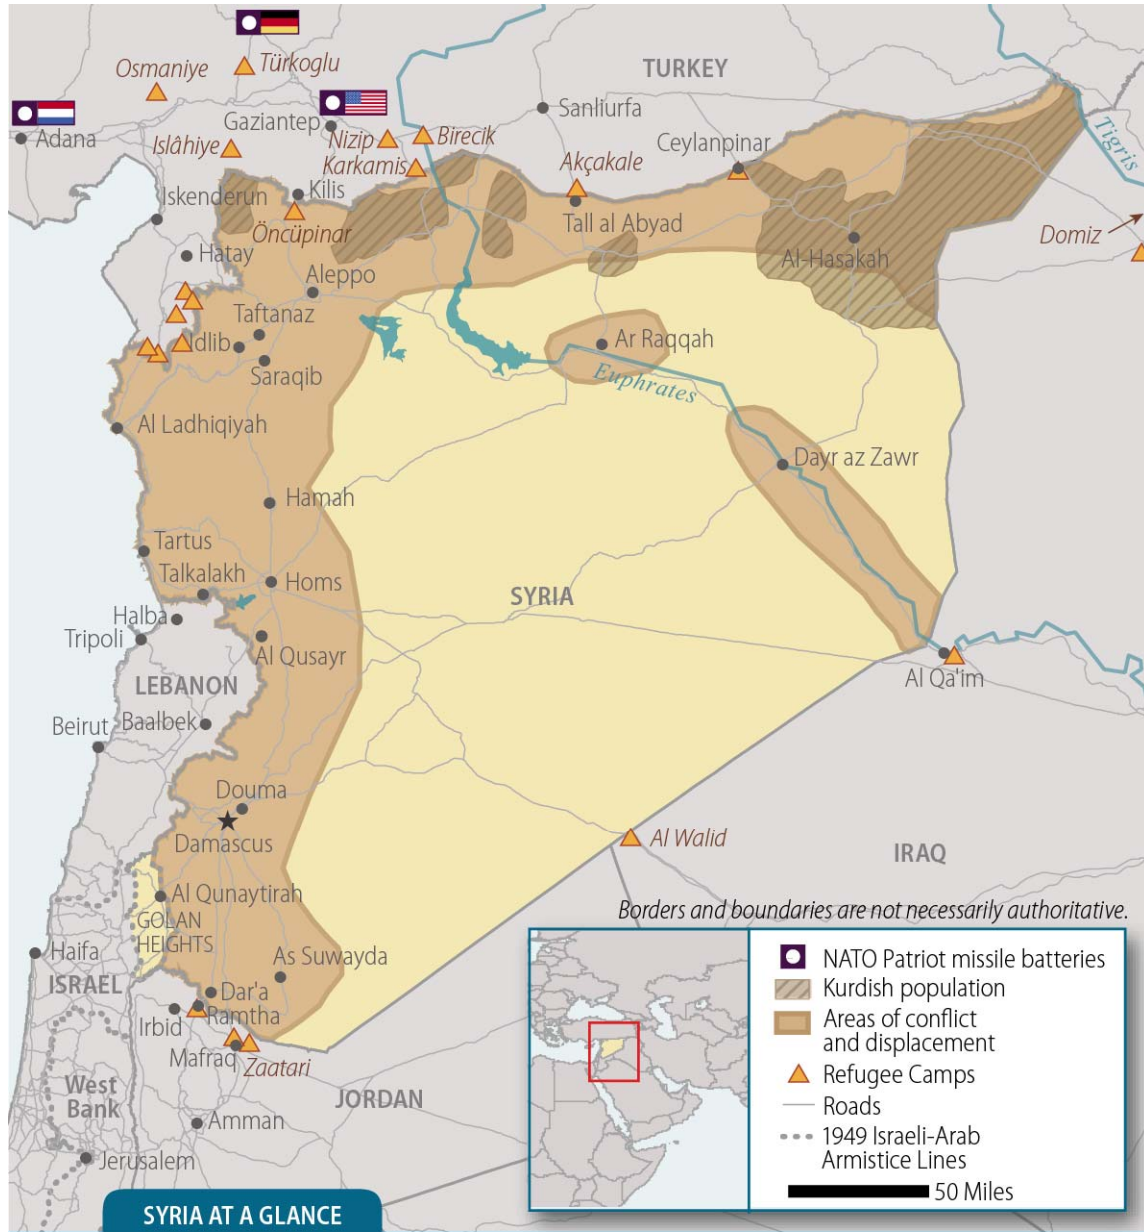 TURKEY
Osmaniye
Türkoglu
Adana
Gaziantep
Sanliurfa
Nizip
Birecik
Karkamis
Islâhiye
Akçakale
Ceylanpinar
Tigris
Iskenderun
Kilis
Öncüpinar
Tall al Abyad
Hatay
Al-Hasakah
Domiz
Aleppo
Taftanaz
Idlib
Saraqib
Ar Raqqah
Euphrates
Al Ladhiqiyah
Dayr az Zawr
Hamah
Tartus
Talkalakh
Homs
SYRIA
Halba
Tripoli
Al Qusayr
Al Qa'im
LEBANON
Beirut
Baalbek
Douma
Damascus
Al Walid
IRAQ
Al Qunaytirah
GOLAN
HEIGHTS
Haifa
ISRAEL
As Suwayda
Dar'a
Ramtha
Irbid
Mafraq
Zaatari
West
Bank
JORDAN
Amman
Jerusalem
Borders and boundaries are not necessarily authoritative.
NATO Patriot missile batteries
Kurdish population
Areas of conflict
and displacement
Refugee Camps
Roads
1949 Israeli-Arab
Armistice Lines
50 Miles
SYRIA AT A GLANCE